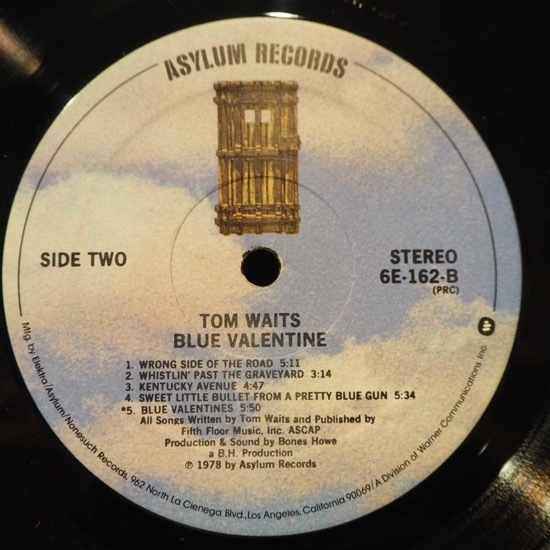 ASYLUM RECORDS
SIDE TWO
STEREO
6E-162-B
(PRC)
TOM WAITS
BLUE VALENTINE
1. WRONG SIDE OF THE ROAD 5:11
2. WHISTLIN' PAST THE GRAVEYARD 3:14
3. KENTUCKY AVENUE 4:47
4. SWEET LITTLE BULLET FROM A PRETTY BLUE GUN 5:34
*5. BLUE VALENTINES 5:50
All Songs Written by Tom Waits and Published by
Fifth Floor Music, Inc. ASCAP
Production & Sound by Bones Howe
a B.H. Production
℗ 1978 by Asylum Records
Mfg. by Elektra/Asylum/Nonesuch Records, 962 North La Cienega Blvd., Los Angeles, California 90069/A Division of Warner Communications Inc.